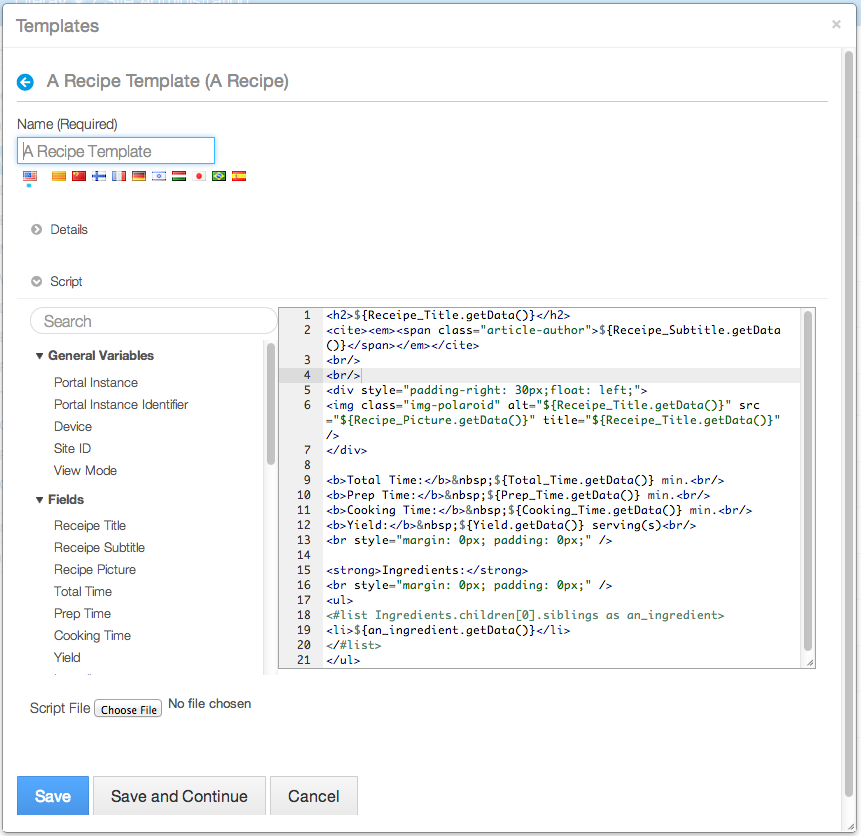 Templates ×
A Recipe Template (A Recipe)
Name (Required)
A Recipe Template
Details
Script
Search
▼ General Variables
Portal Instance
Portal Instance Identifier
Device
Site ID
View Mode
▼ Fields
Receipe Title
Receipe Subtitle
Recipe Picture
Total Time
Prep Time
Cooking Time
Yield
1 <h2>${Receipe_Title.getData()}</h2>
2 <cite><em><span class="article-author">${Receipe_Subtitle.getData
()}</span></em></cite>
3 <br/>
4 <br/>
5 <div style="padding-right: 30px;float: left;">
6 <img class="img-polaroid" alt="${Receipe_Title.getData()}" src
="${Recipe_Picture.getData()}" title="${Receipe_Title.getData()}"
/>
7 </div>
8
9 <b>Total Time:</b>&nbsp;${Total_Time.getData()} min.<br/>
10 <b>Prep Time:</b>&nbsp;${Prep_Time.getData()} min.<br/>
11 <b>Cooking Time:</b>&nbsp;${Cooking_Time.getData()} min.<br/>
12 <b>Yield:</b>&nbsp;${Yield.getData()} serving(s)<br/>
13 <br style="margin: 0px; padding: 0px;" />
14
15 <strong>Ingredients:</strong>
16 <br style="margin: 0px; padding: 0px;" />
17 <ul>
18 <#list Ingredients.children[0].siblings as an_ingredient>
19 <li>${an_ingredient.getData()}</li>
20 </#list>
21 </ul>
Script File Choose File No file chosen
Save Save and Continue Cancel